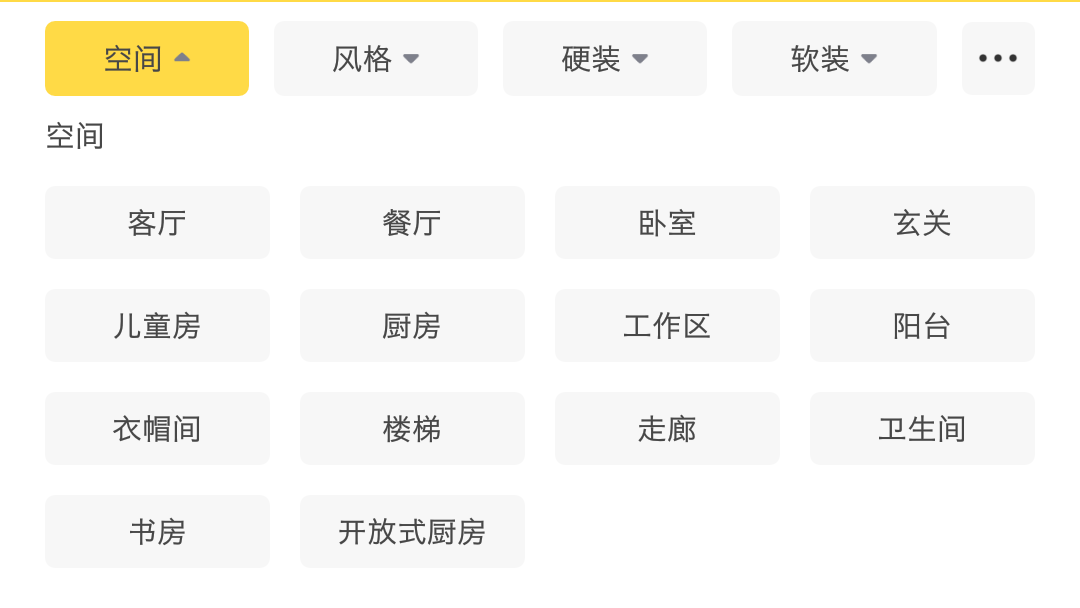 空间 风格 硬装 软装 •••
空间
客厅 餐厅 卧室 玄关
儿童房 厨房 工作区 阳台
衣帽间 楼梯 走廊 卫生间
书房 开放式厨房